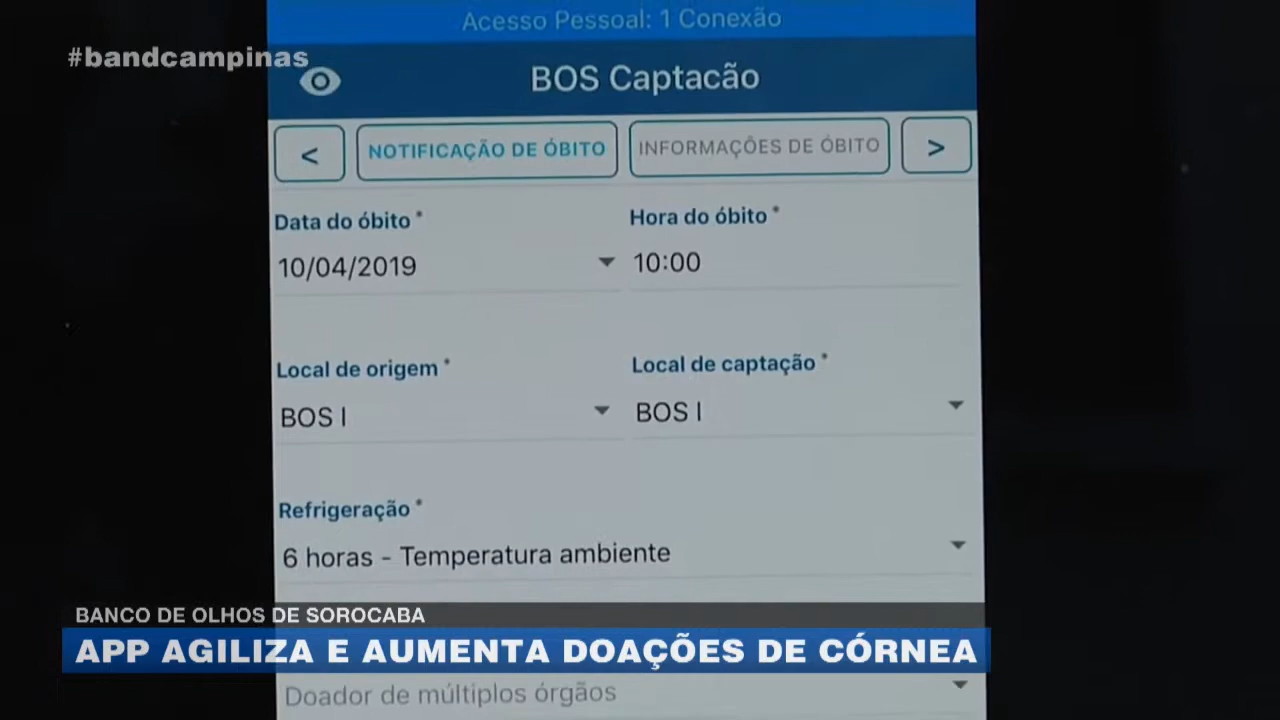 Acesso Pessoal: 1 Conexão
#bandcampinas
BOS Captacão
<
NOTIFICAÇÃO DE ÓBITO
INFORMAÇÕES DE ÓBITO
>
Data do óbito *
Hora do óbito *
10/04/2019
10:00
Local de origem *
Local de captação *
BOS I
BOS I
Refrigeração *
6 horas - Temperatura ambiente
BANCO DE OLHOS DE SOROCABA
APP AGILIZA E AUMENTA DOAÇÕES DE CÓRNEA
Doador de múltiplos órgãos